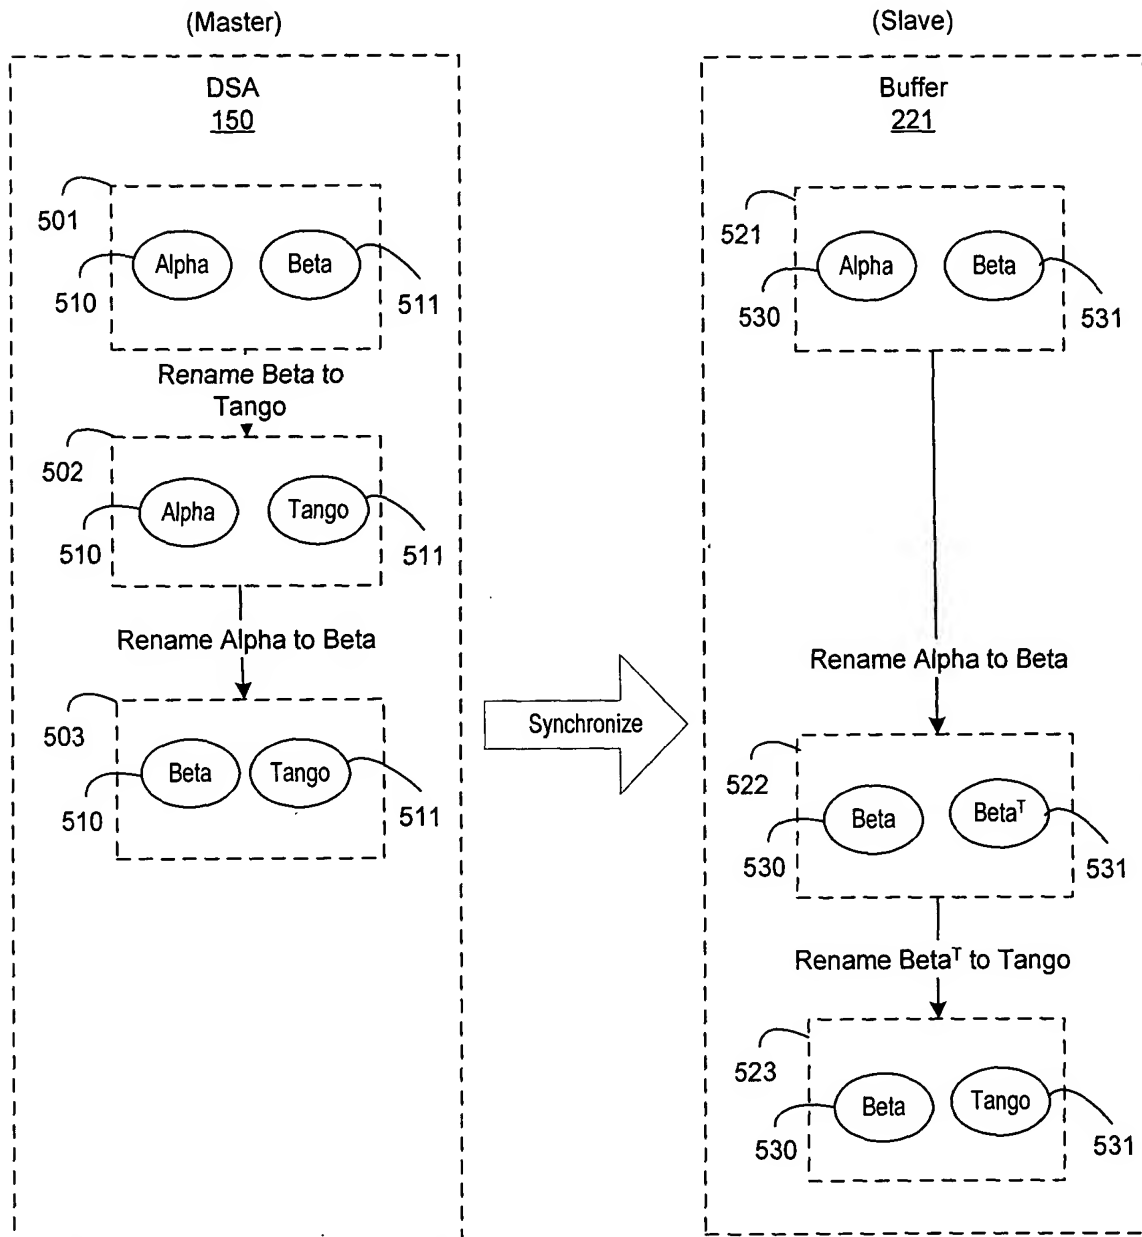 (Master)
DSA
150
501
Alpha
Beta
510
511
Rename Beta to
Tango
502
Alpha
Tango
510
511
Rename Alpha to Beta
503
Beta
Tango
510
511
Synchronize
(Slave)
Buffer
221
521
Alpha
Beta
530
531
Rename Alpha to Beta
522
Beta
Betaᵀ
530
531
Rename Betaᵀ to Tango
523
Beta
Tango
530
531